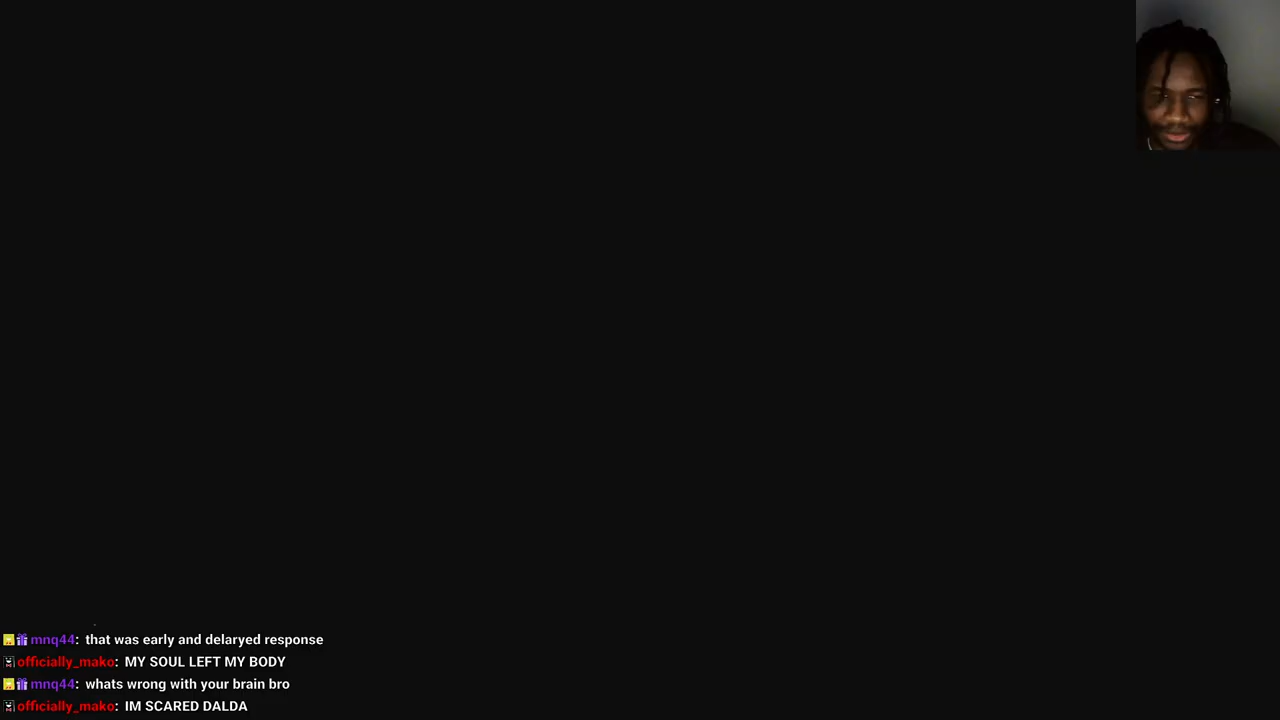 mnq44: that was early and delaryed response
officially_mako: MY SOUL LEFT MY BODY
mnq44: whats wrong with your brain bro
officially_mako: IM SCARED DALDA